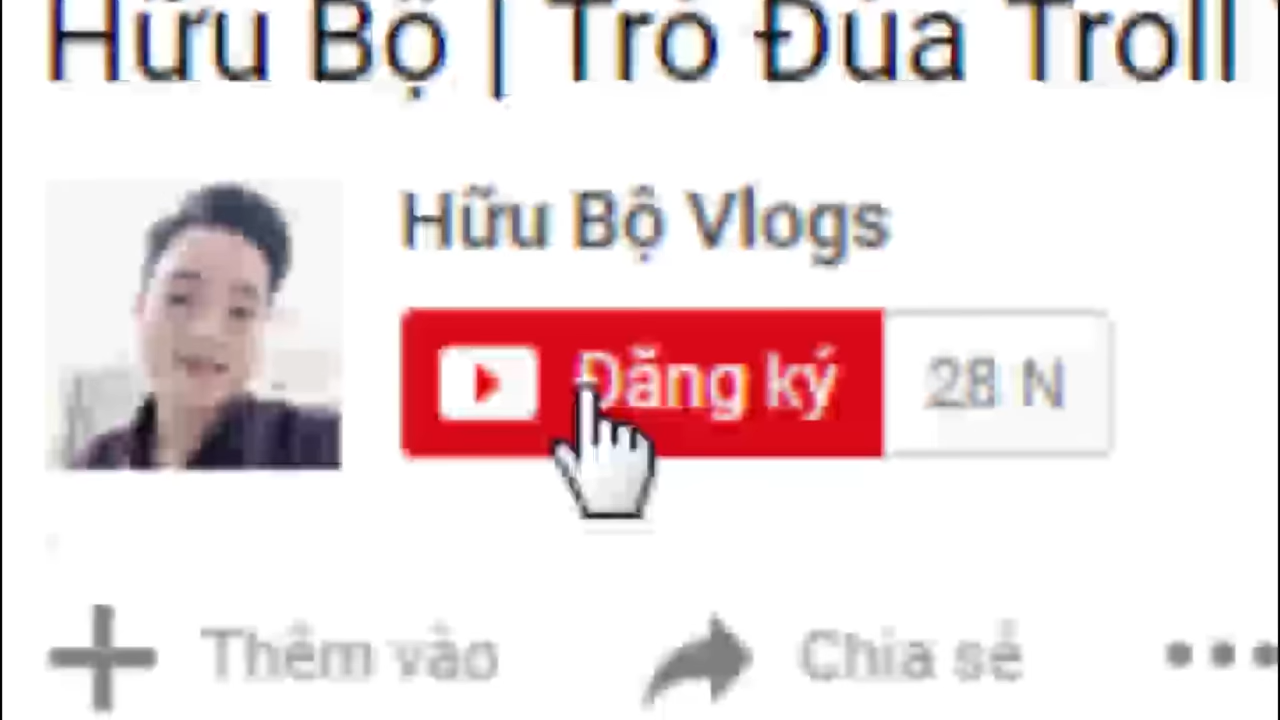 Hữu Bộ | Trò Đùa Troll
Hữu Bộ Vlogs
Đăng ký 28 N
Thêm vào Chia sẻ